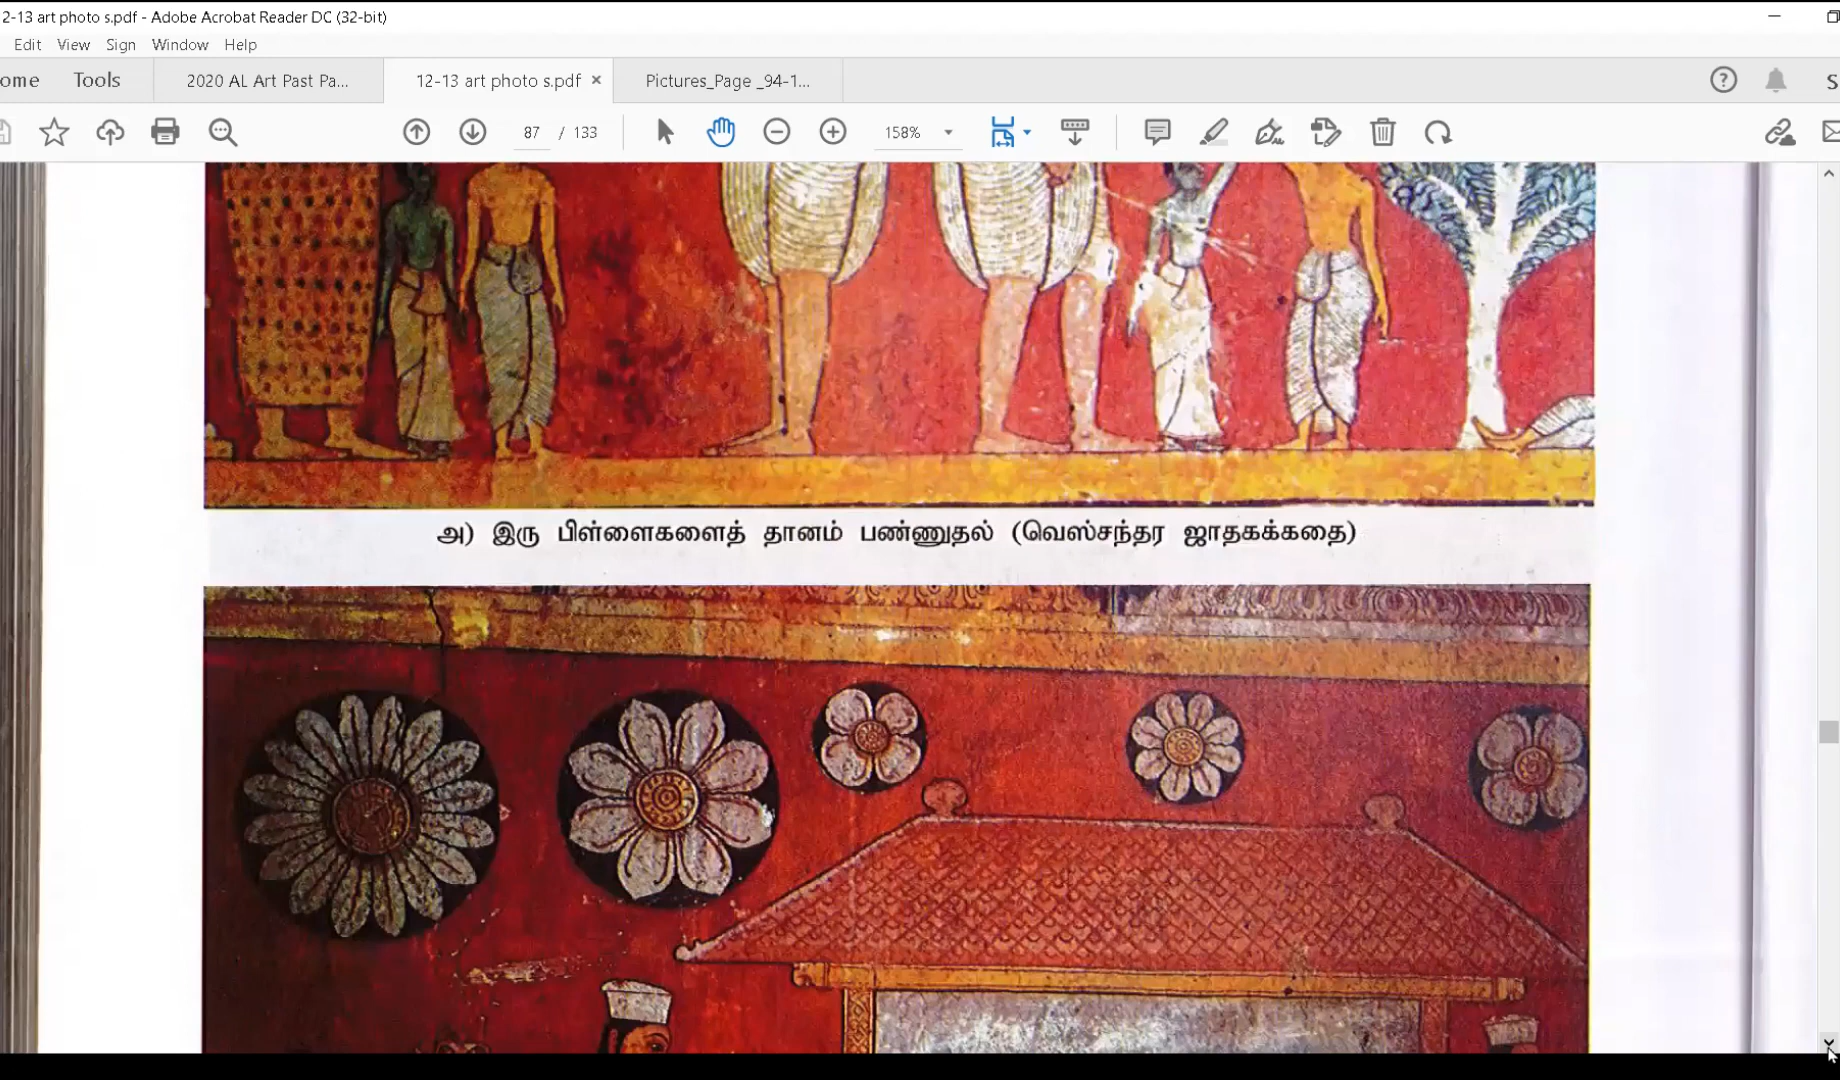 2-13 art photo s.pdf - Adobe Acrobat Reader DC (32-bit)
Edit View Sign Window Help
ome Tools 2020 AL Art Past Pa... 12-13 art photo s.pdf × Pictures_Page _94-1... S
87 / 133 158%
அ) இரு பிள்ளைகளைத் தானம் பண்ணுதல் (வெஸ்சந்தர ஜாதகக்கதை)